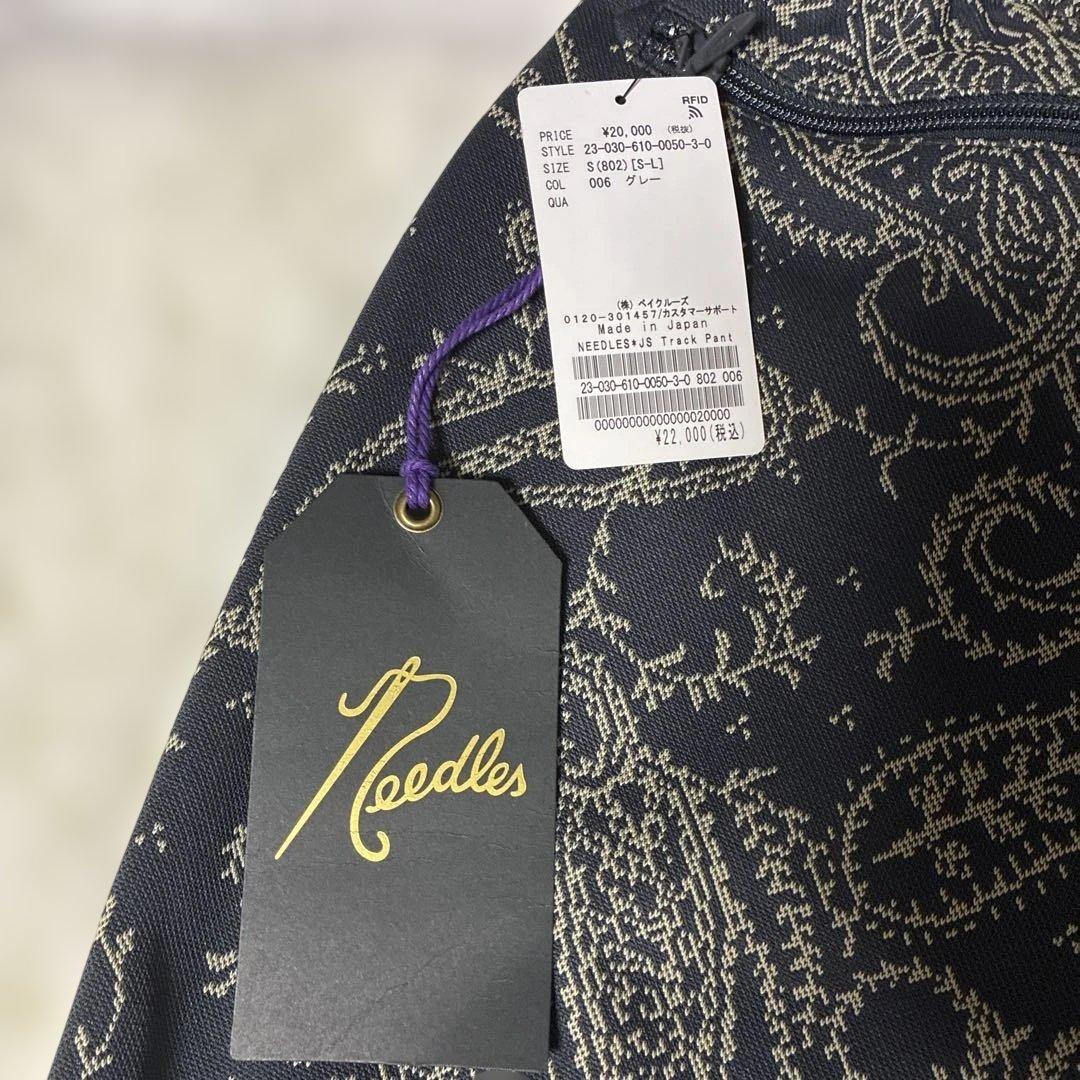 RFID
PRICE ¥20,000 (税抜)
STYLE 23-030-610-0050-3-0
SIZE S(802)[S-L]
COL 006 グレー
QUA
(株) ベイクルーズ
0120-301457/カスタマーサポート
Made in Japan
NEEDLES*JS Track Pant
23-030-610-0050-3-0 802 006
00000000000000020000
¥22,000(税込)
Needles